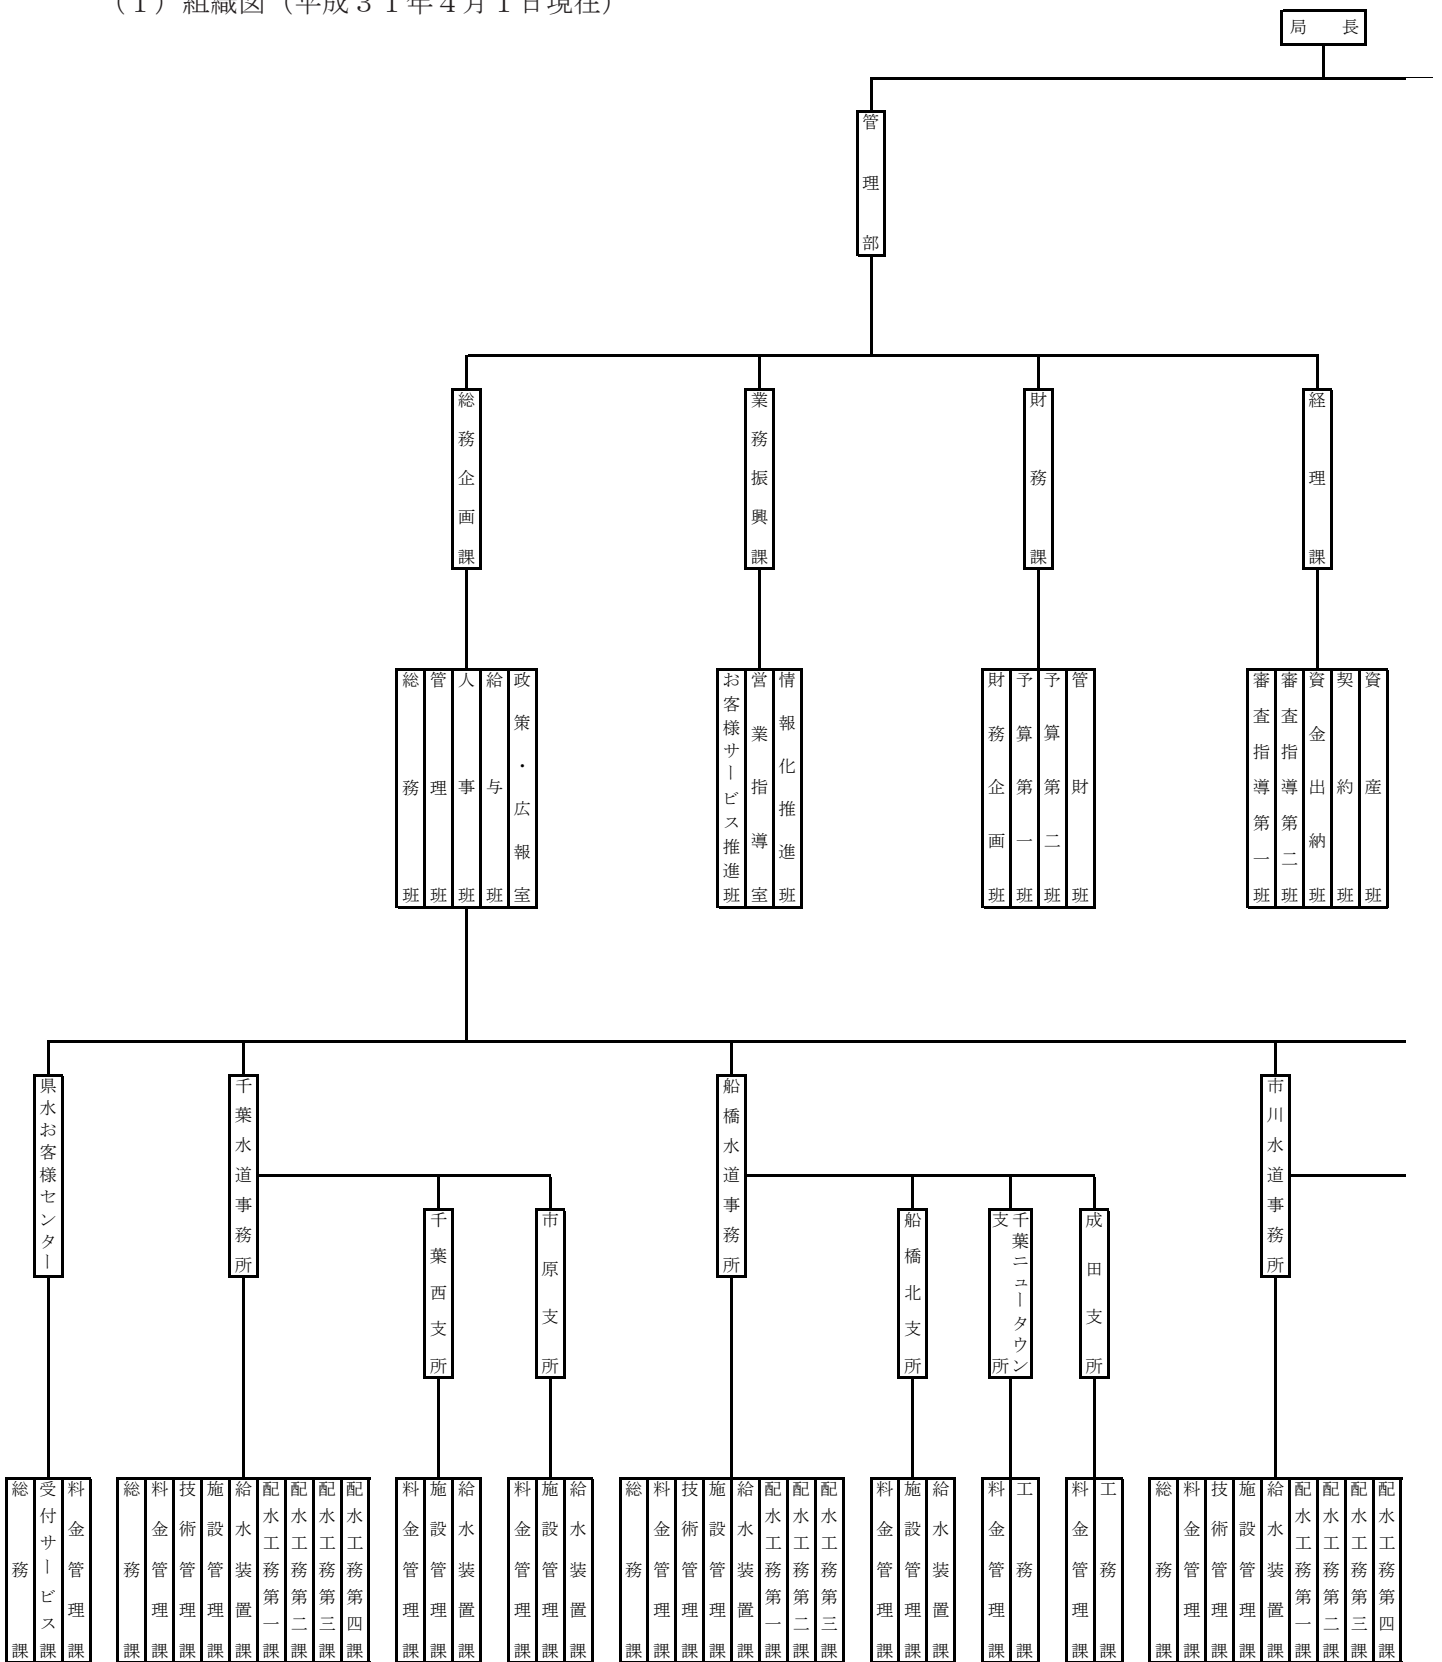 （１）組織図（平成３１年４月１日現在）
局長
管理部
総務企画課
業務振興課
財務課
経理課
総務班
管理班
人事班
給与班
政策・広報室
お客様サービス推進班
営業指導室
情報化推進班
財務企画班
予算第一班
予算第二班
管財班
審査指導第一班
審査指導第二班
資金出納班
契約班
資産班
県水お客様センター
千葉水道事務所
船橋水道事務所
市川水道事務所
千葉西支所
市原支所
船橋北支所
千葉ニュータウン
支所
成田支所
総務課
受付サービス課
料金管理課
総務課
料金管理課
技術管理課
施設管理課
給水装置課
配水工務第一課
配水工務第二課
配水工務第三課
配水工務第四課
料金管理課
施設管理課
給水装置課
料金管理課
施設管理課
給水装置課
総務課
料金管理課
技術管理課
施設管理課
給水装置課
配水工務第一課
配水工務第二課
配水工務第三課
料金管理課
施設管理課
給水装置課
料金管理課
工務課
料金管理課
工務課
総務課
料金管理課
技術管理課
施設管理課
給水装置課
配水工務第一課
配水工務第二課
配水工務第三課
配水工務第四課